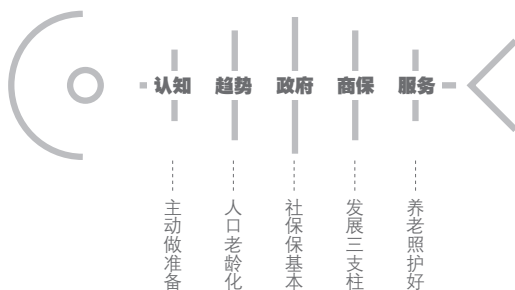 认知 趋势 政府 商保 服务
主动做准备
人口老龄化
社保保基本
发展三支柱
养老照护好